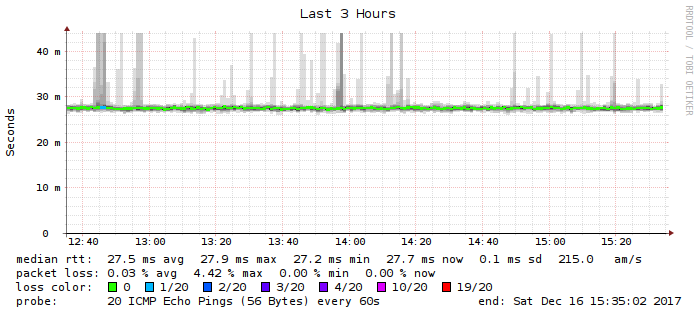 Last 3 Hours
RRDTOOL / TOBI OETIKER
Seconds
40 m
30 m
20 m
10 m
0
12:40 13:00 13:20 13:40 14:00 14:20 14:40 15:00 15:20
median rtt: 27.5 ms avg 27.9 ms max 27.2 ms min 27.7 ms now 0.1 ms sd 215.0 am/s
packet loss: 0.03 % avg 4.42 % max 0.00 % min 0.00 % now
loss color: 0 1/20 2/20 3/20 4/20 10/20 19/20
probe: 20 ICMP Echo Pings (56 Bytes) every 60s end: Sat Dec 16 15:35:02 2017